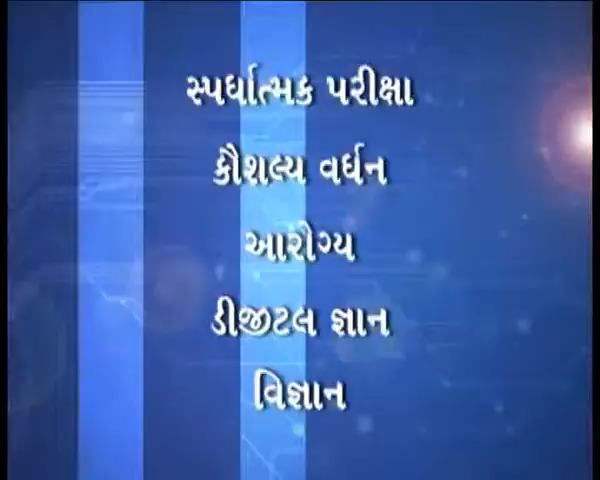 સ્પર્ધાત્મક પરીક્ષા
કૌશલ્ય વર્ધન
આરોગ્ય
ડીજીટલ જ્ઞાન
વિજ્ઞાન